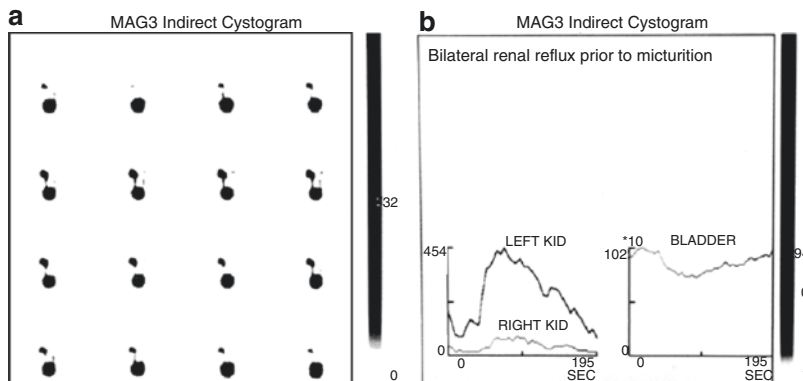 a
MAG3 Indirect Cystogram
32
0
b
MAG3 Indirect Cystogram
Bilateral renal reflux prior to micturition
454
LEFT KID
RIGHT KID
0
0
195
SEC
*10
102
BLADDER
0
0
195
SEC